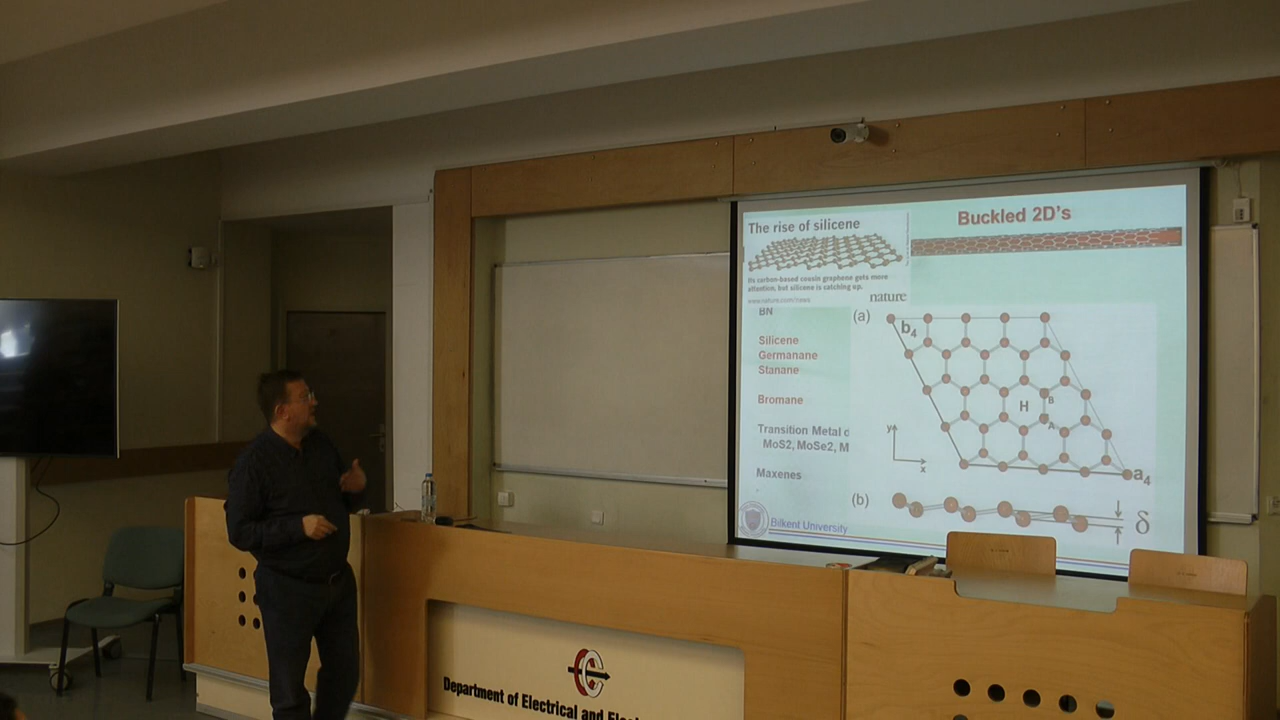 Buckled 2D's
The rise of silicene
Its carbon-based cousin graphene gets more
attention, but silicene is catching up.
www.nature.com/news
nature
BN
Silicene
Germanane
Stanane
Bromane
Transition Metal d
MoS2, MoSe2, M
Maxenes
Bilkent University
(a)
b4
H
B
A
y
x
a4
(b)
δ
Department of Electrical and Elec